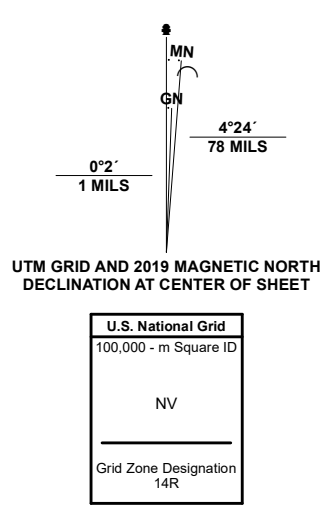 MN
GN
4°24´
78 MILS
0°2´
1 MILS
UTM GRID AND 2019 MAGNETIC NORTH
DECLINATION AT CENTER OF SHEET
U.S. National Grid
100,000 - m Square ID
NV
Grid Zone Designation
14R